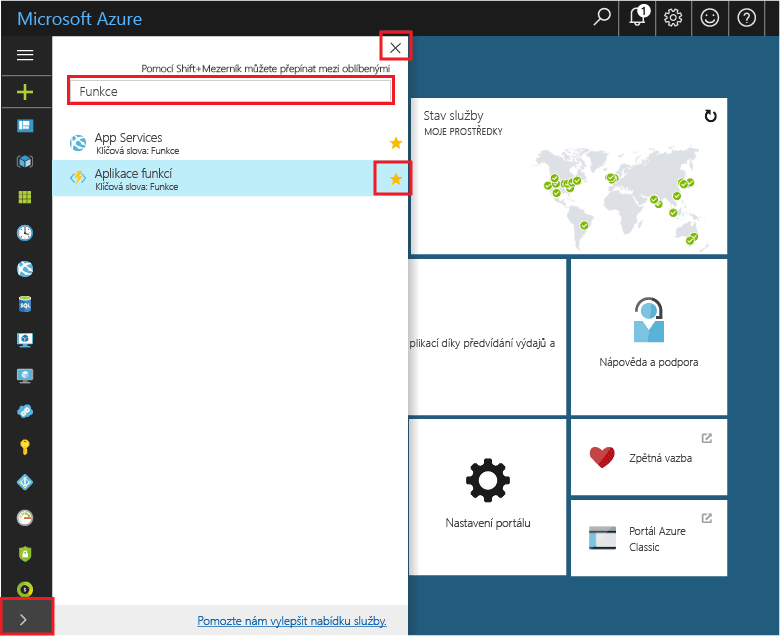 Microsoft Azure
1
Pomocí Shift+Mezerník můžete přepínat mezi oblíbenými
Funkce
App Services
Klíčová slova: Funkce
Aplikace funkcí
Klíčová slova: Funkce
Stav služby
MOJE PROSTŘEDKY
plikací díky předvídání výdajů a
Nápověda a podpora
Nastavení portálu
Zpětná vazba
Portál Azure
Classic
SQL
Pomozte nám vylepšit nabídku služby.